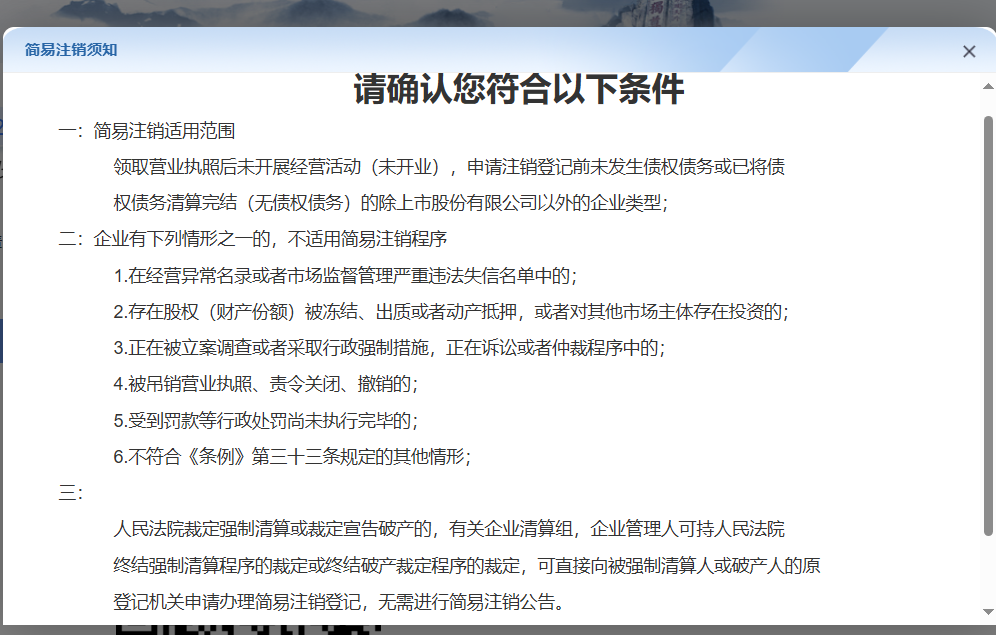 简易注销须知
请确认您符合以下条件
一：简易注销适用范围
领取营业执照后未开展经营活动（未开业），申请注销登记前未发生债权债务或已将债
权债务清算完结（无债权债务）的除上市股份有限公司以外的企业类型；
二：企业有下列情形之一的，不适用简易注销程序
1.在经营异常名录或者市场监督管理严重违法失信名单中的；
2.存在股权（财产份额）被冻结、出质或者动产抵押，或者对其他市场主体存在投资的；
3.正在被立案调查或者采取行政强制措施，正在诉讼或者仲裁程序中的；
4.被吊销营业执照、责令关闭、撤销的；
5.受到罚款等行政处罚尚未执行完毕的；
6.不符合《条例》第三十三条规定的其他情形；
三：
人民法院裁定强制清算或裁定宣告破产的，有关企业清算组，企业管理人可持人民法院
终结强制清算程序的裁定或终结破产裁定程序的裁定，可直接向被强制清算人或破产人的原
登记机关申请办理简易注销登记，无需进行简易注销公告。